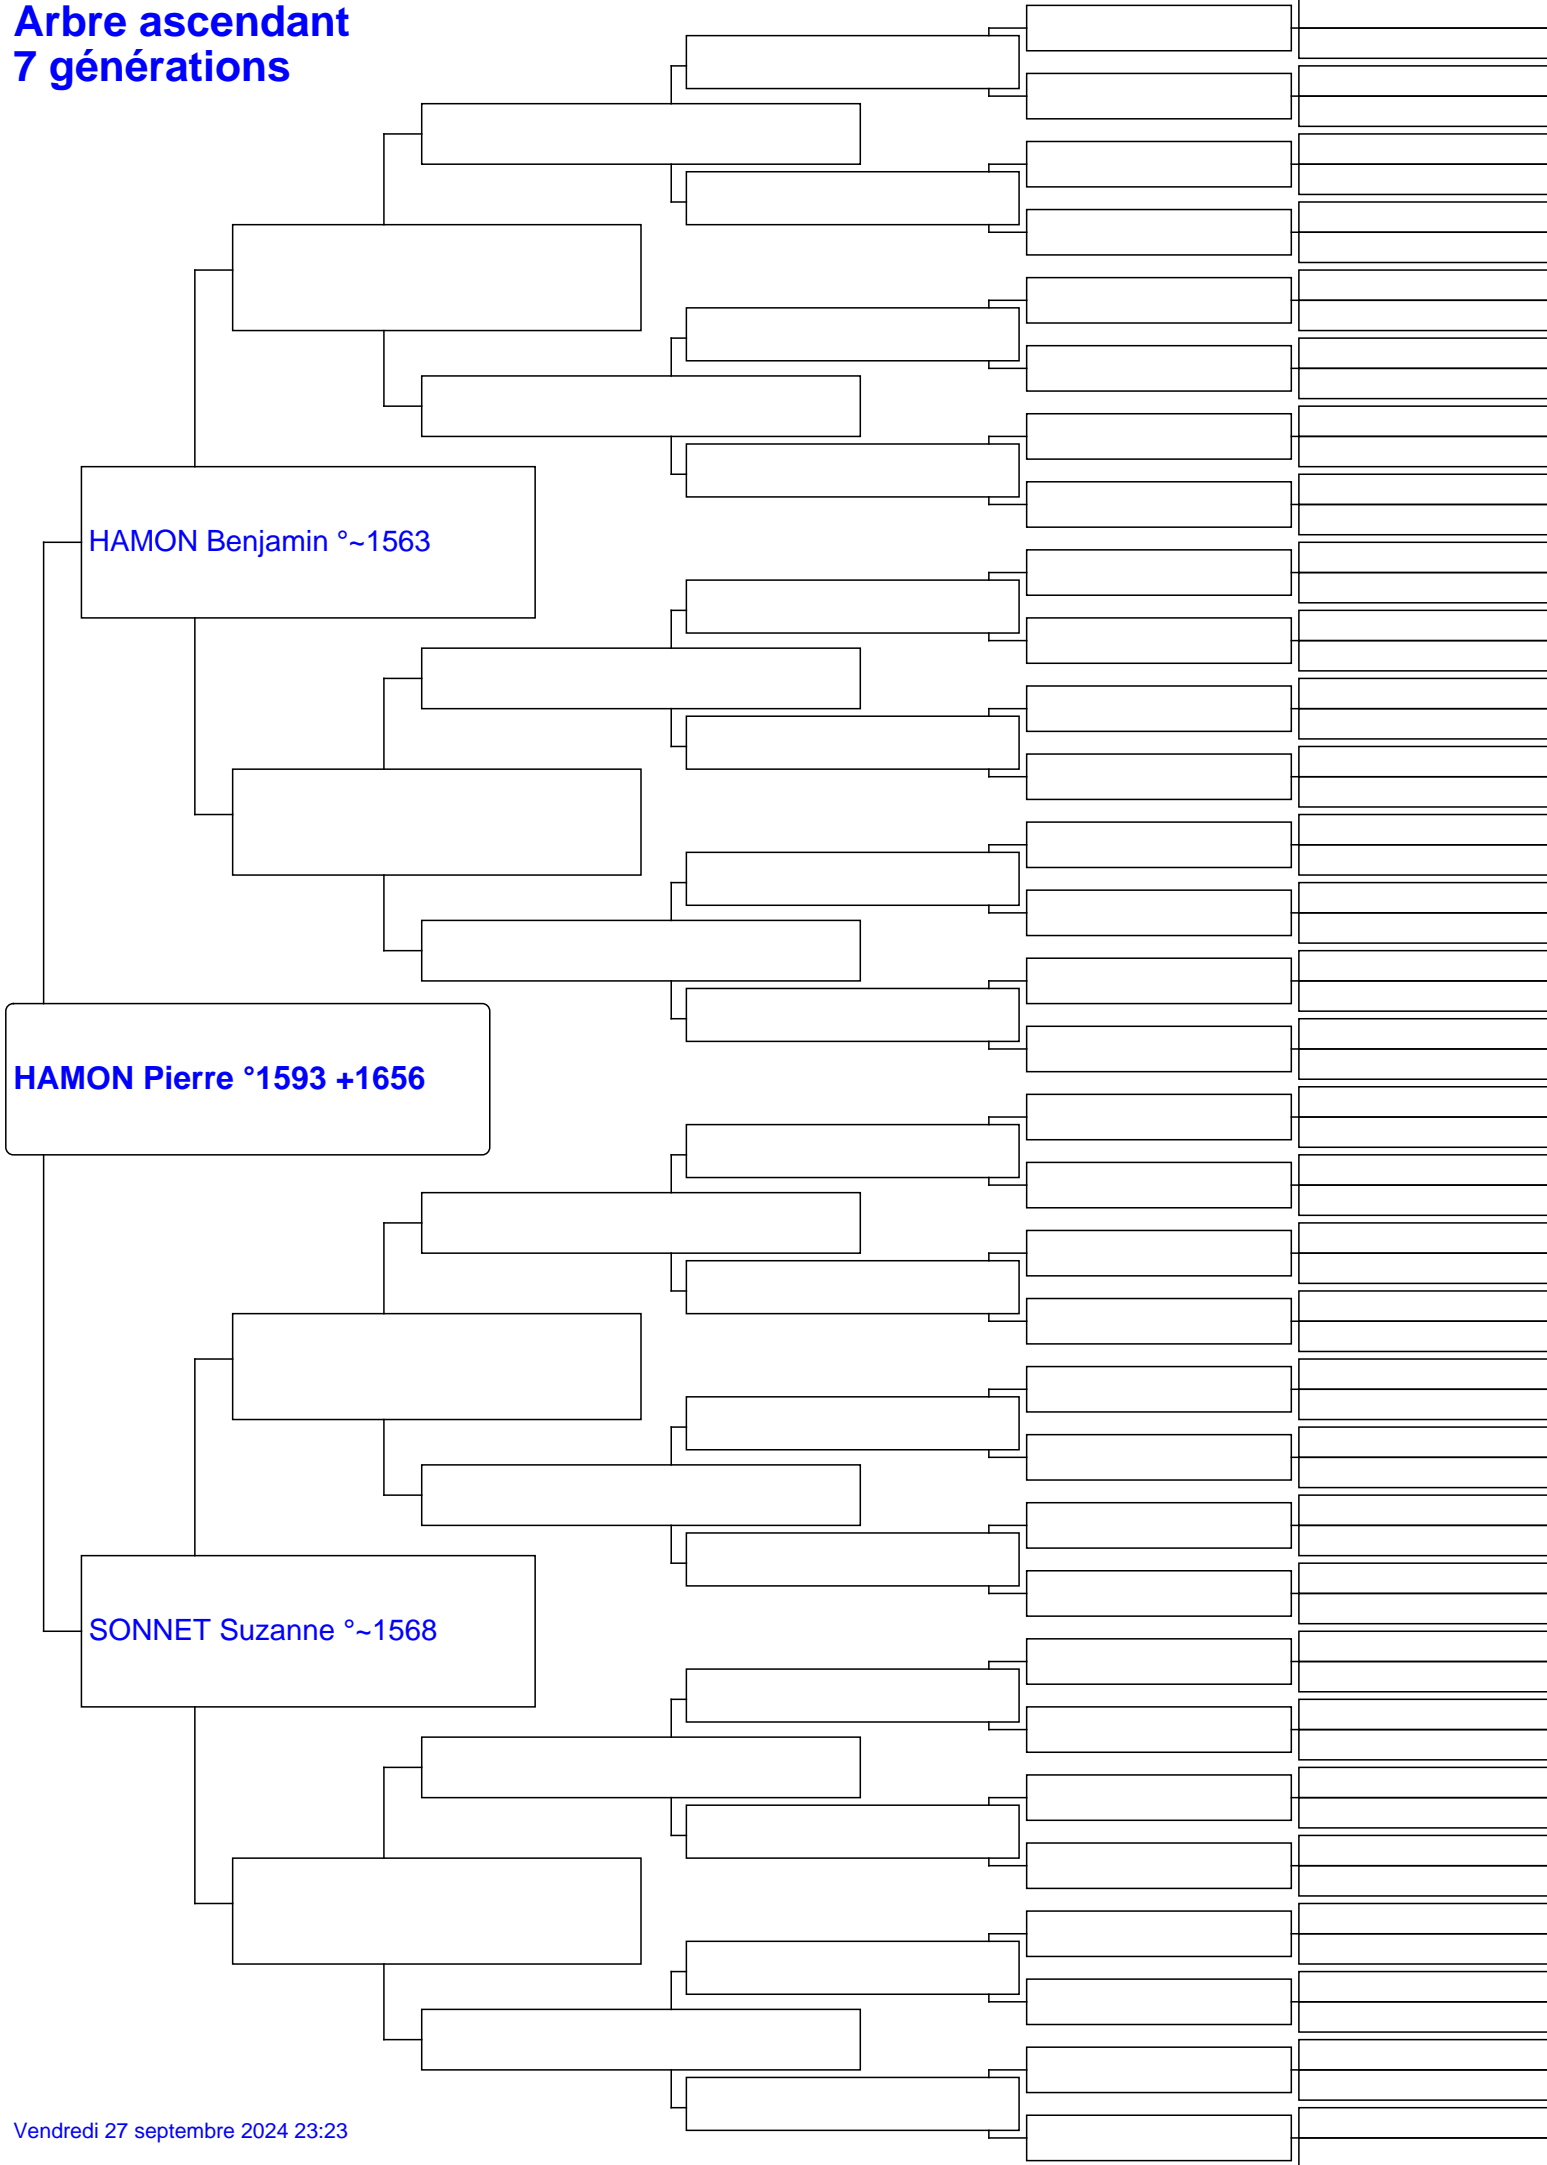 Arbre ascendant
7 générations
HAMON Benjamin °~1563
HAMON Pierre °1593 +1656
SONNET Suzanne °~1568
Vendredi 27 septembre 2024 23:23